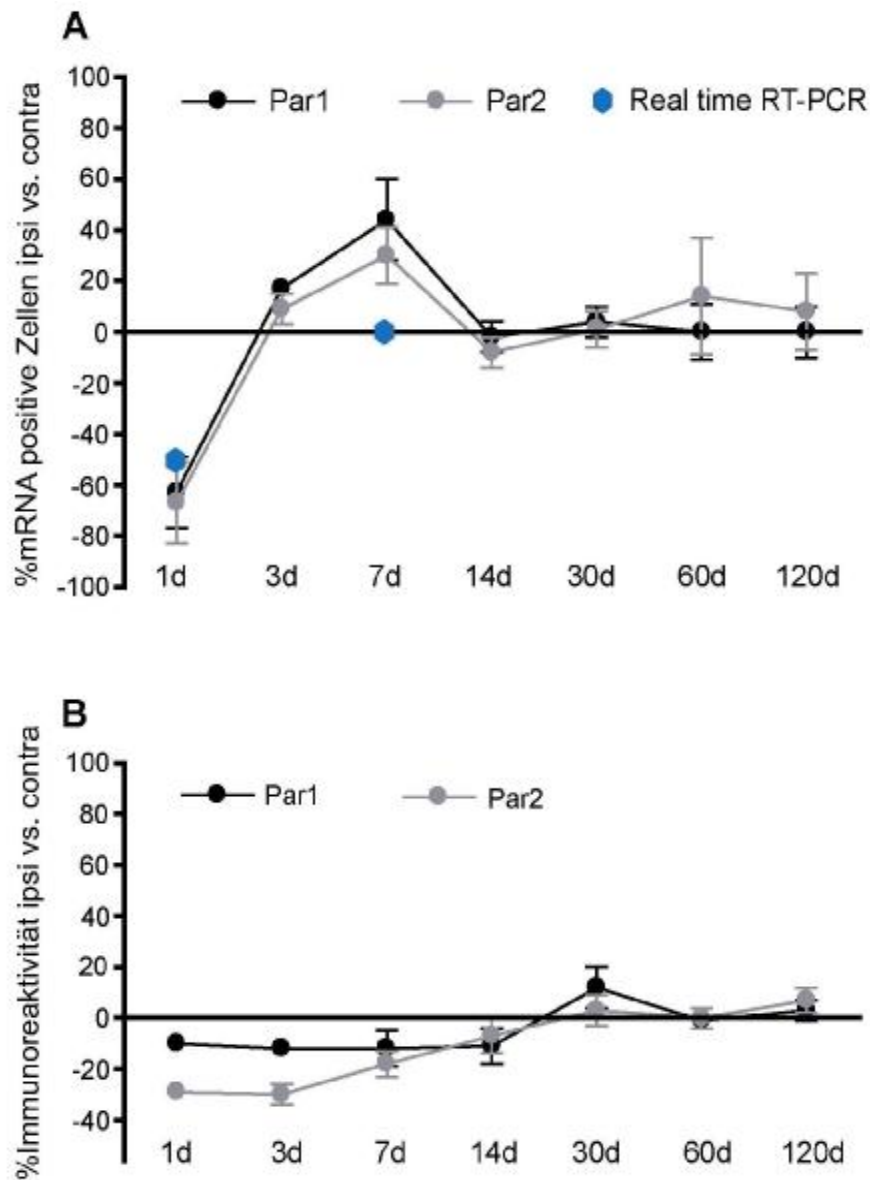 A
%mRNA positive Zellen ipsi vs. contra
100
80
60
40
20
0
-20
-40
-60
-80
-100
Par1 Par2 Real time RT-PCR
1d 3d 7d 14d 30d 60d 120d
B
%Immunoreaktivität ipsi vs. contra
100
80
60
40
20
0
-20
-40
Par1 Par2
1d 3d 7d 14d 30d 60d 120d